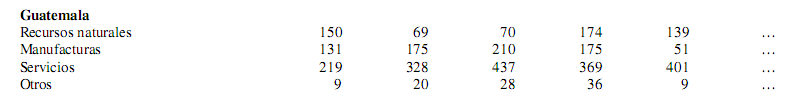 Guatemala
Recursos naturales 150 69 70 174 139 ...
Manufacturas 131 175 210 175 51 ...
Servicios 219 328 437 369 401 ...
Otros 9 20 28 36 9 ...